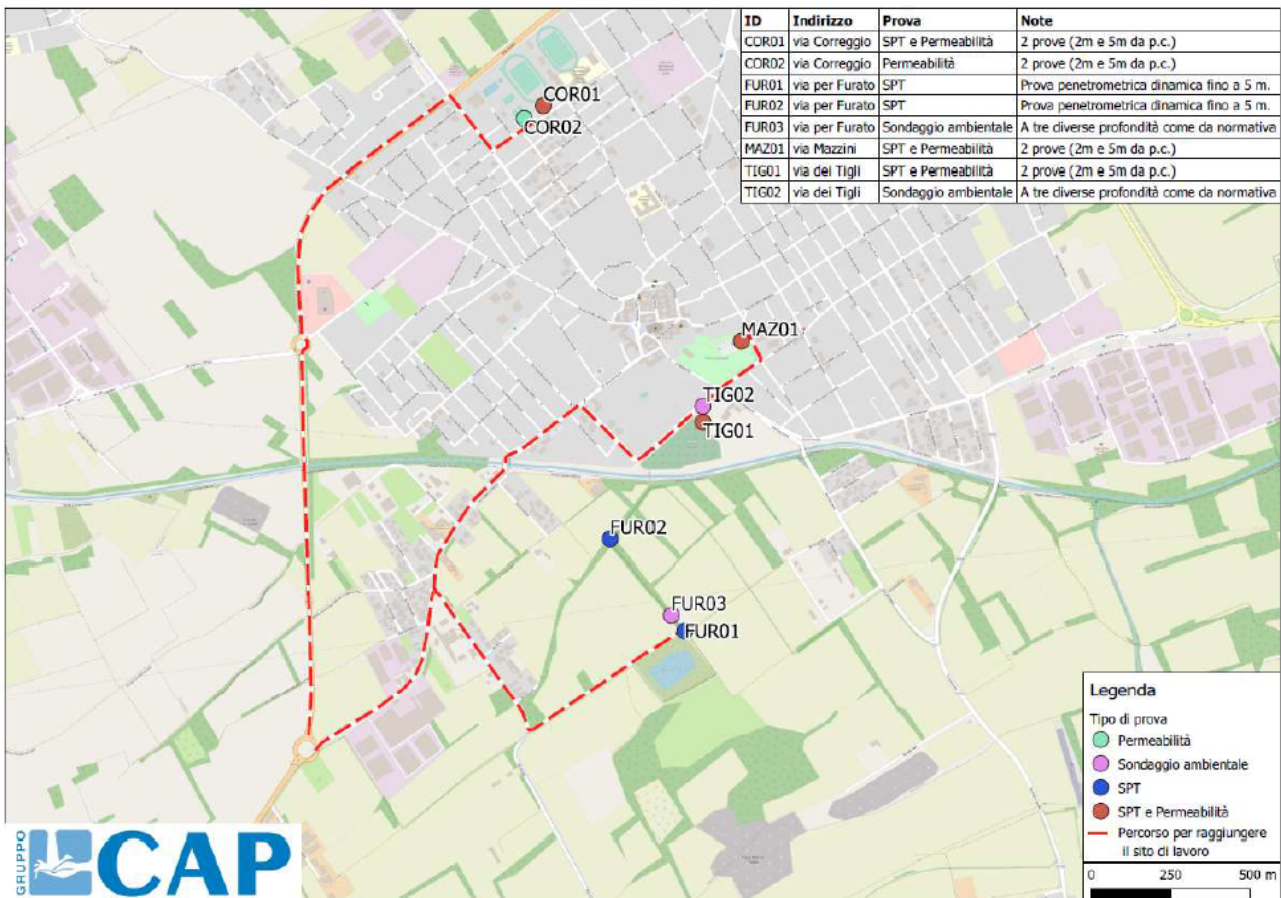 ID Indirizzo Prova Note
COR01 via Correggio SPT e Permeabilità 2 prove (2m e 5m da p.c.)
COR02 via Correggio Permeabilità 2 prove (2m e 5m da p.c.)
FUR01 via per Furato SPT Prova penetrometrica dinamica fino a 5 m.
FUR02 via per Furato SPT Prova penetrometrica dinamica fino a 5 m.
FUR03 via per Furato Sondaggio ambientale A tre diverse profondità come da normativa
MAZ01 via Mazzini SPT e Permeabilità 2 prove (2m e 5m da p.c.)
TIG01 via dei Tigli SPT e Permeabilità 2 prove (2m e 5m da p.c.)
TIG02 via dei Tigli Sondaggio ambientale A tre diverse profondità come da normativa
COR01
COR02
MAZ01
TIG02
TIG01
FUR02
FUR03
FUR01
Legenda
Tipo di prova
Permeabilità
Sondaggio ambientale
SPT
SPT e Permeabilità
Percorso per raggiungere
il sito di lavoro
0 250 500 m
GRUPPO
CAP